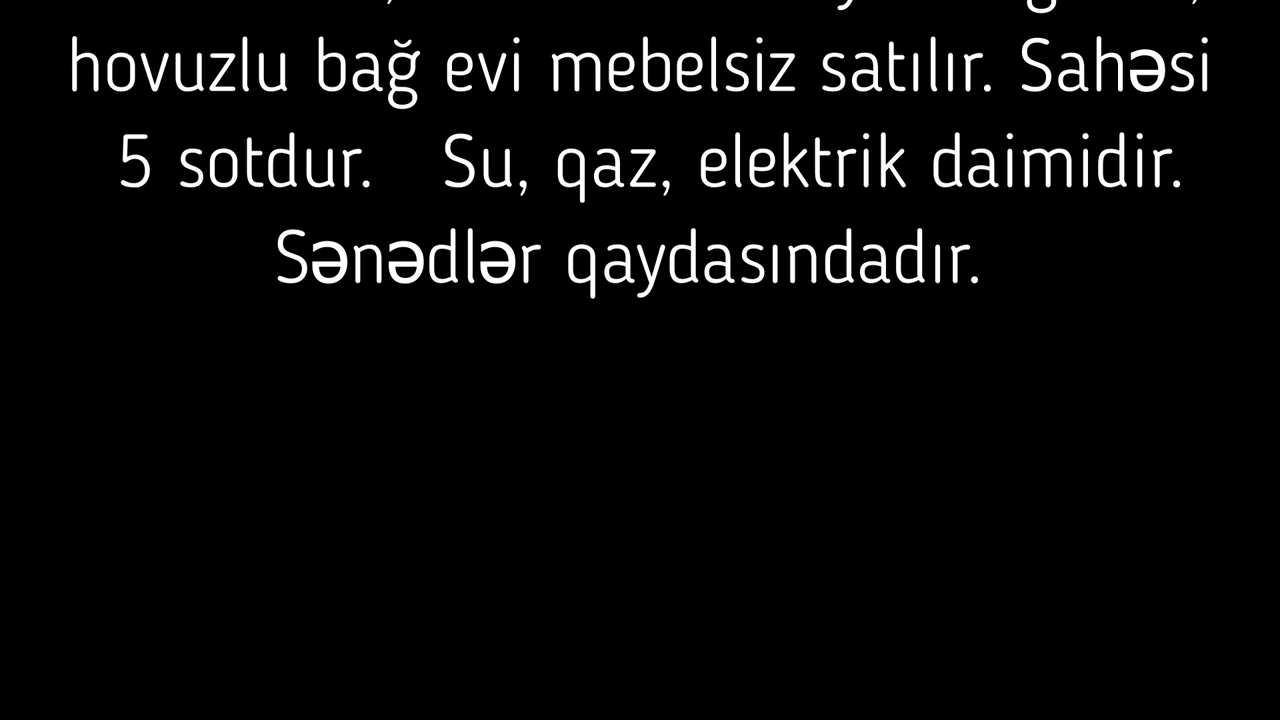 hovuzlu bağ evi mebelsiz satılır. Sahəsi
5 sotdur. Su, qaz, elektrik daimidir.
Sənədlər qaydasındadır.